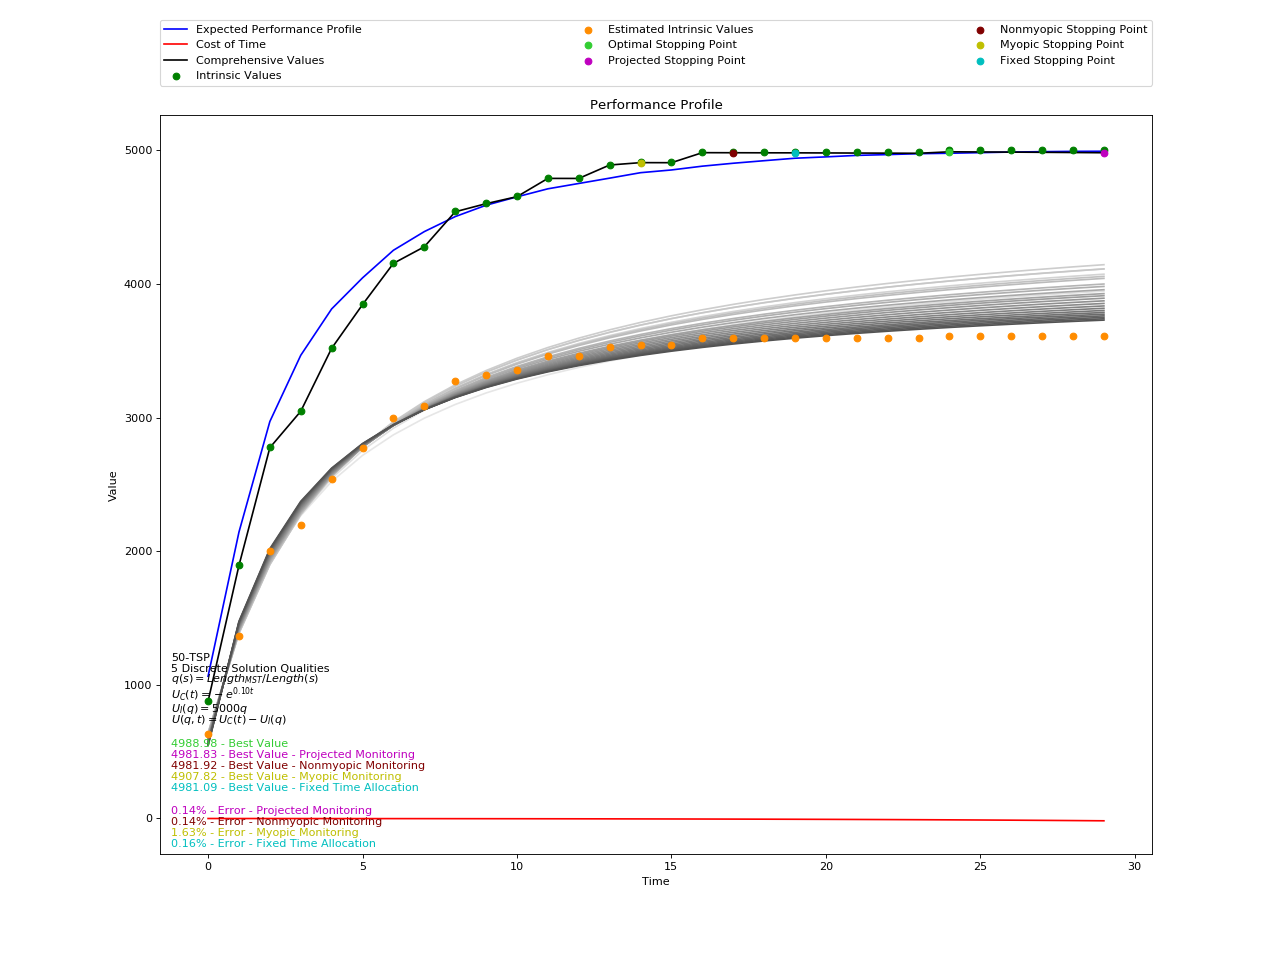 Expected Performance Profile
Cost of Time
Comprehensive Values
Intrinsic Values
Estimated Intrinsic Values
Optimal Stopping Point
Projected Stopping Point
Nonmyopic Stopping Point
Myopic Stopping Point
Fixed Stopping Point
Performance Profile
5000
4000
3000
2000
1000
0
Value
50-TSP
5 Discrete Solution Qualities
q(s) = Length_MST/Length(s)
U_C(t) = −e^0.10t
U_I(q) = 5000q
U(q, t) = U_C(t) − U_I(q)
4988.98 - Best Value
4981.83 - Best Value - Projected Monitoring
4981.92 - Best Value - Nonmyopic Monitoring
4907.82 - Best Value - Myopic Monitoring
4981.09 - Best Value - Fixed Time Allocation
0.14% - Error - Projected Monitoring
0.14% - Error - Nonmyopic Monitoring
1.63% - Error - Myopic Monitoring
0.16% - Error - Fixed Time Allocation
0 5 10 15 20 25 30
Time